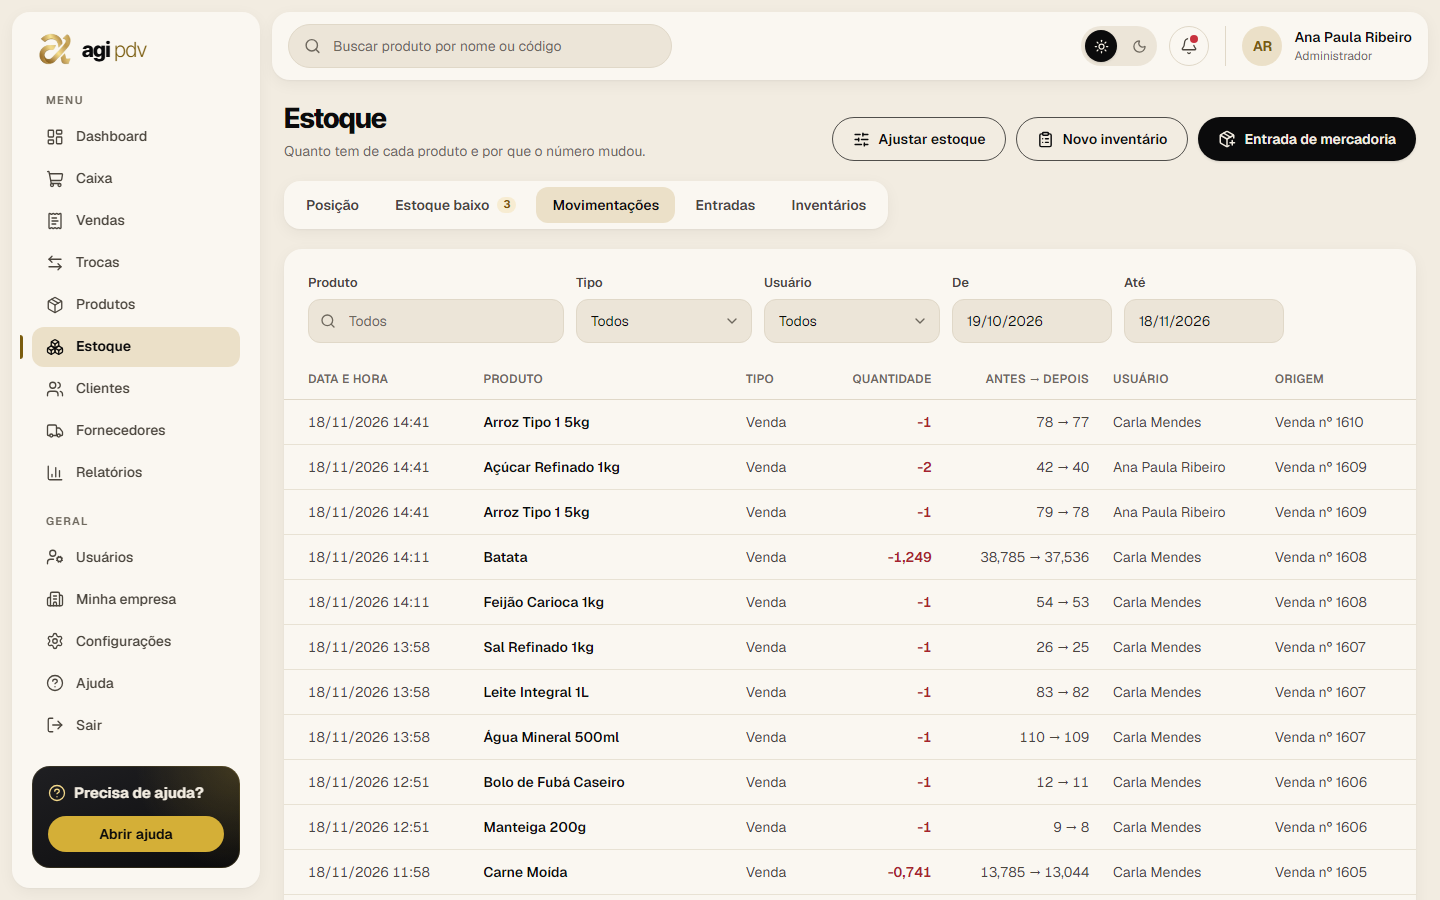 agi pdv
MENU
Dashboard
Caixa
Vendas
Trocas
Produtos
Estoque
Clientes
Fornecedores
Relatórios
GERAL
Usuários
Minha empresa
Configurações
Ajuda
Sair
Precisa de ajuda?
Abrir ajuda
Buscar produto por nome ou código
AR
Ana Paula Ribeiro
Administrador
Estoque
Quanto tem de cada produto e por que o número mudou.
Ajustar estoque
Novo inventário
Entrada de mercadoria
Posição Estoque baixo 3 Movimentações Entradas Inventários
Produto Tipo Usuário De Até
Todos Todos Todos 19/10/2026 18/11/2026
DATA E HORA PRODUTO TIPO QUANTIDADE ANTES → DEPOIS USUÁRIO ORIGEM
18/11/2026 14:41 Arroz Tipo 1 5kg Venda -1 78 → 77 Carla Mendes Venda nº 1610
18/11/2026 14:41 Açúcar Refinado 1kg Venda -2 42 → 40 Ana Paula Ribeiro Venda nº 1609
18/11/2026 14:41 Arroz Tipo 1 5kg Venda -1 79 → 78 Ana Paula Ribeiro Venda nº 1609
18/11/2026 14:11 Batata Venda -1,249 38,785 → 37,536 Carla Mendes Venda nº 1608
18/11/2026 14:11 Feijão Carioca 1kg Venda -1 54 → 53 Carla Mendes Venda nº 1608
18/11/2026 13:58 Sal Refinado 1kg Venda -1 26 → 25 Carla Mendes Venda nº 1607
18/11/2026 13:58 Leite Integral 1L Venda -1 83 → 82 Carla Mendes Venda nº 1607
18/11/2026 13:58 Água Mineral 500ml Venda -1 110 → 109 Carla Mendes Venda nº 1607
18/11/2026 12:51 Bolo de Fubá Caseiro Venda -1 12 → 11 Carla Mendes Venda nº 1606
18/11/2026 12:51 Manteiga 200g Venda -1 9 → 8 Carla Mendes Venda nº 1606
18/11/2026 11:58 Carne Moída Venda -0,741 13,785 → 13,044 Carla Mendes Venda nº 1605